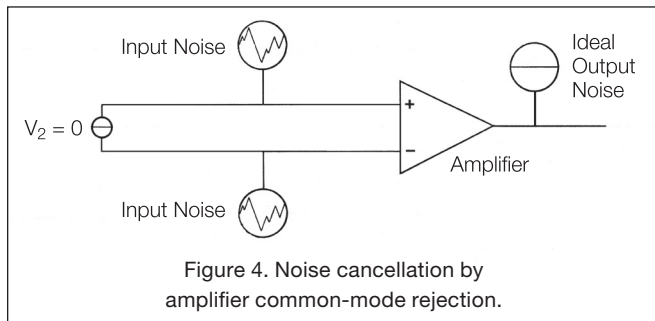 Input Noise
Ideal
Output
Noise
V₂ = 0
+
−
Amplifier
Input Noise
Figure 4. Noise cancellation by
amplifier common-mode rejection.